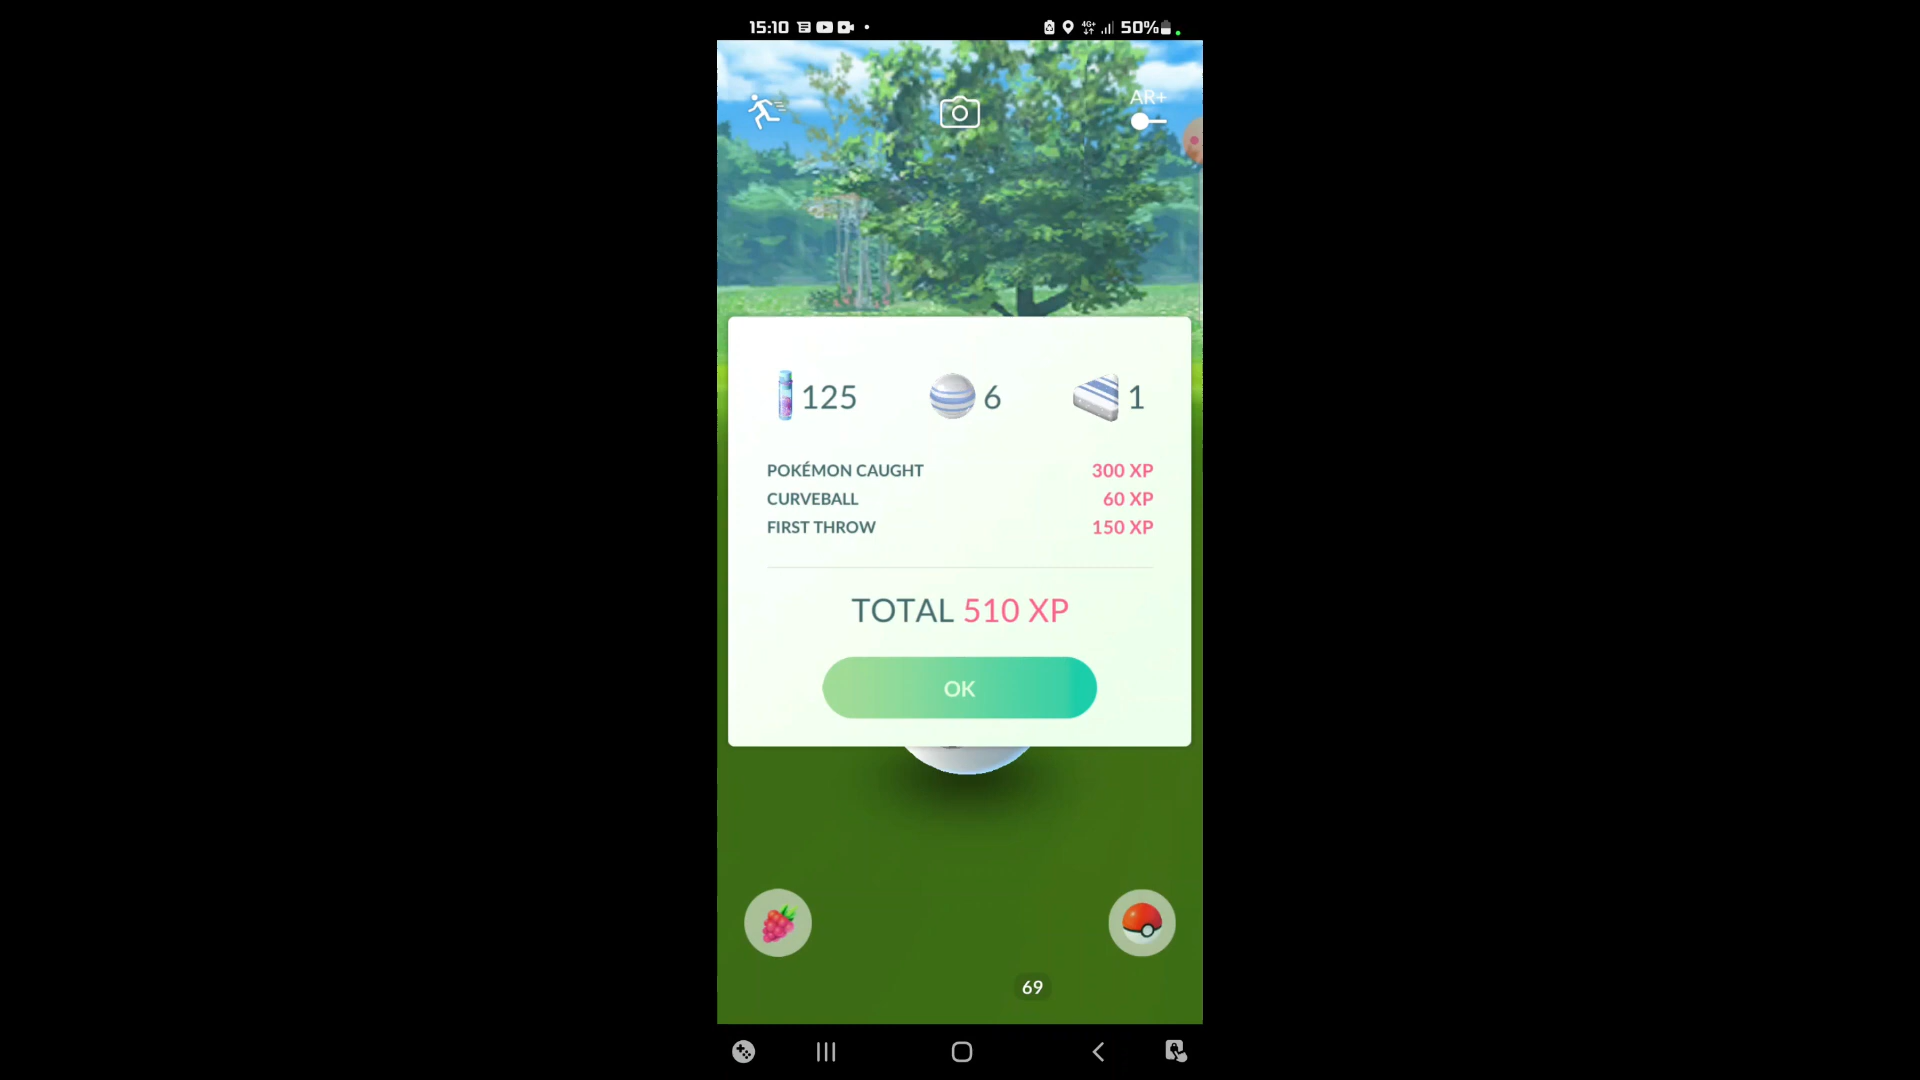 15:10 4G+ 50%
AR+
125 6 1
POKÉMON CAUGHT 300 XP
CURVEBALL 60 XP
FIRST THROW 150 XP
TOTAL 510 XP
OK
69